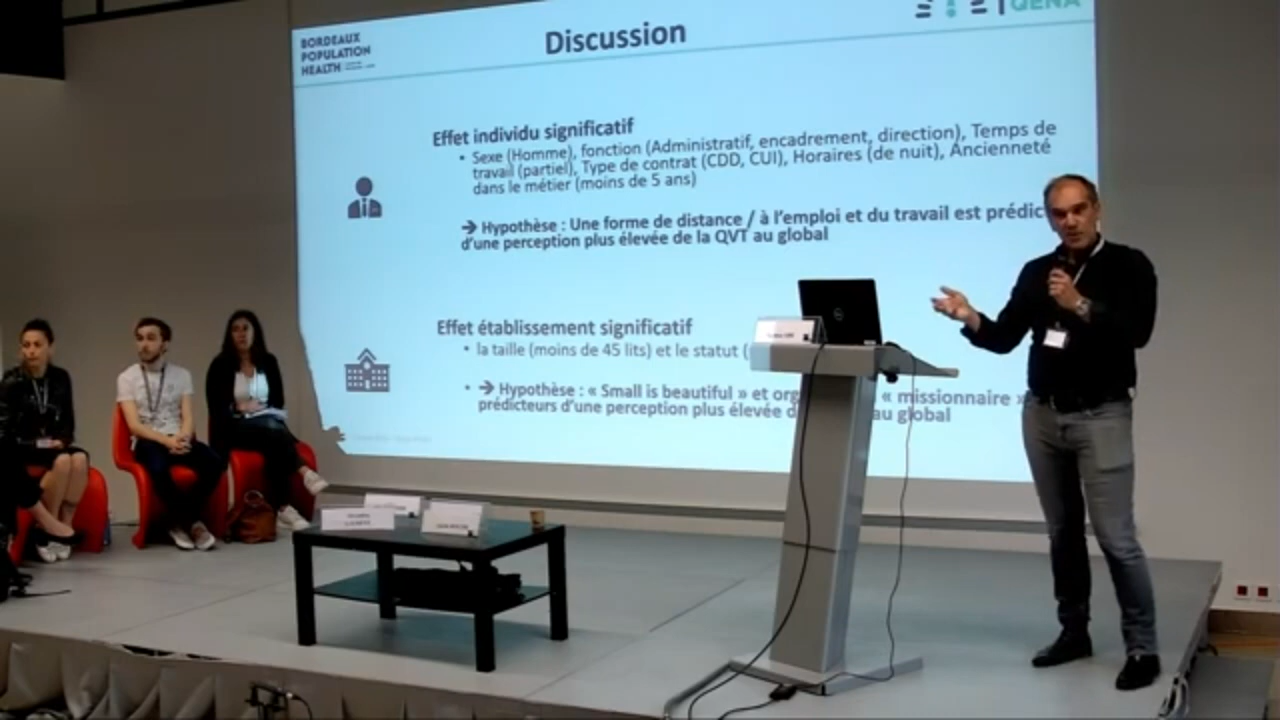 BORDEAUX
POPULATION
HEALTH
QENA
Discussion
Effet individu significatif
• Sexe (Homme), fonction (Administratif, encadrement, direction), Temps de
travail (partiel), Type de contrat (CDD, CUI), Horaires (de nuit), Ancienneté
dans le métier (moins de 5 ans)
➔ Hypothèse : Une forme de distance / à l'emploi et du travail est prédic
d'une perception plus élevée de la QVT au global
Effet établissement significatif
• la taille (moins de 45 lits) et le statut (
• ➔ Hypothèse : « Small is beautiful » et org « missionnaire »
prédicteurs d'une perception plus élevée d au global
DELL